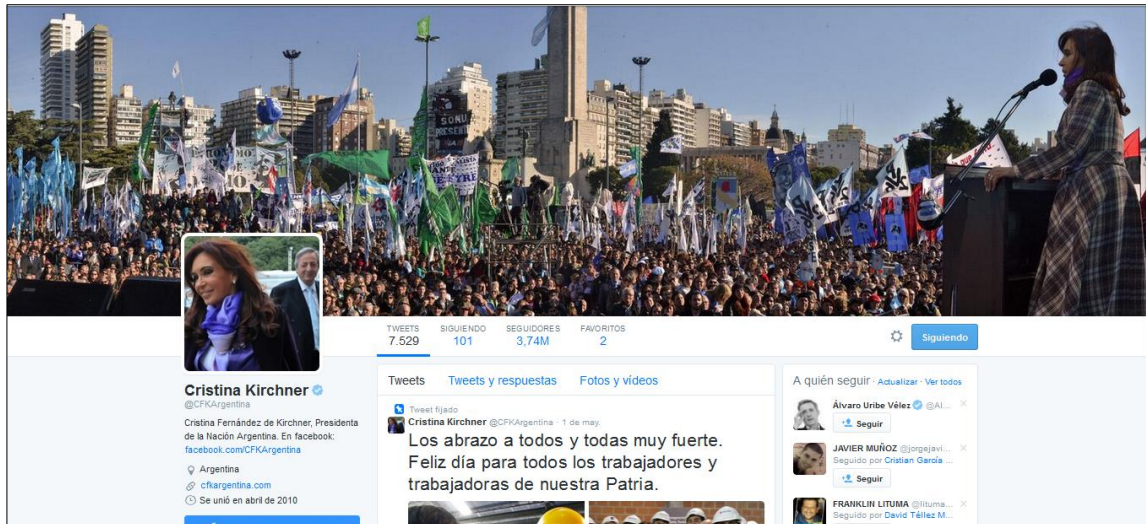 SONU
PRESENTE
TWEETS
7.529
SIGUIENDO
101
SEGUIDORES
3,74M
FAVORITOS
2
Siguiendo
Cristina Kirchner
@CFKArgentina
Cristina Fernández de Kirchner, Presidenta
de la Nación Argentina. En facebook:
facebook.com/CFKArgentina
Argentina
cfkargentina.com
Se unió en abril de 2010
Tweets Tweets y respuestas Fotos y vídeos
Tweet fijado
Cristina Kirchner @CFKArgentina · 1 de may.
Los abrazo a todos y todas muy fuerte.
Feliz día para todos los trabajadores y
trabajadoras de nuestra Patria.
A quién seguir · Actualizar · Ver todos
Álvaro Uribe Vélez @Al...
Seguir
JAVIER MUÑOZ @jorgejavi...
Seguido por Cristian García ...
Seguir
FRANKLIN LITUMA @lituma...
Seguido por David Téllez M...